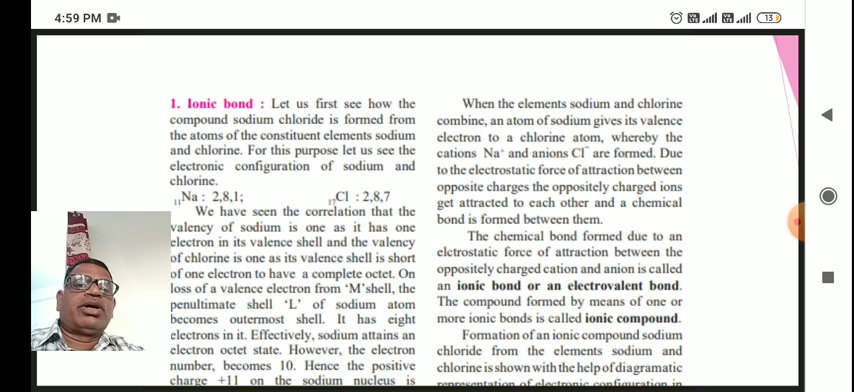 4:59 PM
13
1. Ionic bond : Let us first see how the
compound sodium chloride is formed from
the atoms of the constituent elements sodium
and chlorine. For this purpose let us see the
electronic configuration of sodium and
chlorine.
₁₁Na : 2,8,1; ₁₇Cl : 2,8,7
We have seen the correlation that the
valency of sodium is one as it has one
electron in its valence shell and the valency
of chlorine is one as its valence shell is short
of one electron to have a complete octet. On
loss of a valence electron from ‘M’shell, the
penultimate shell ‘L’ of sodium atom
becomes outermost shell. It has eight
electrons in it. Effectively, sodium attains an
electron octet state. However, the electron
number, becomes 10. Hence the positive
charge +11 on the sodium nucleus is
When the elements sodium and chlorine
combine, an atom of sodium gives its valence
electron to a chlorine atom, whereby the
cations Na⁺ and anions Cl⁻ are formed. Due
to the electrostatic force of attraction between
opposite charges the oppositely charged ions
get attracted to each other and a chemical
bond is formed between them.
The chemical bond formed due to an
elctrostatic force of attraction between the
oppositely charged cation and anion is called
an ionic bond or an electrovalent bond.
The compound formed by means of one or
more ionic bonds is called ionic compound.
Formation of an ionic compound sodium
chloride from the elements sodium and
chlorine is shown with the help of diagramatic
representation of electronic configuration in